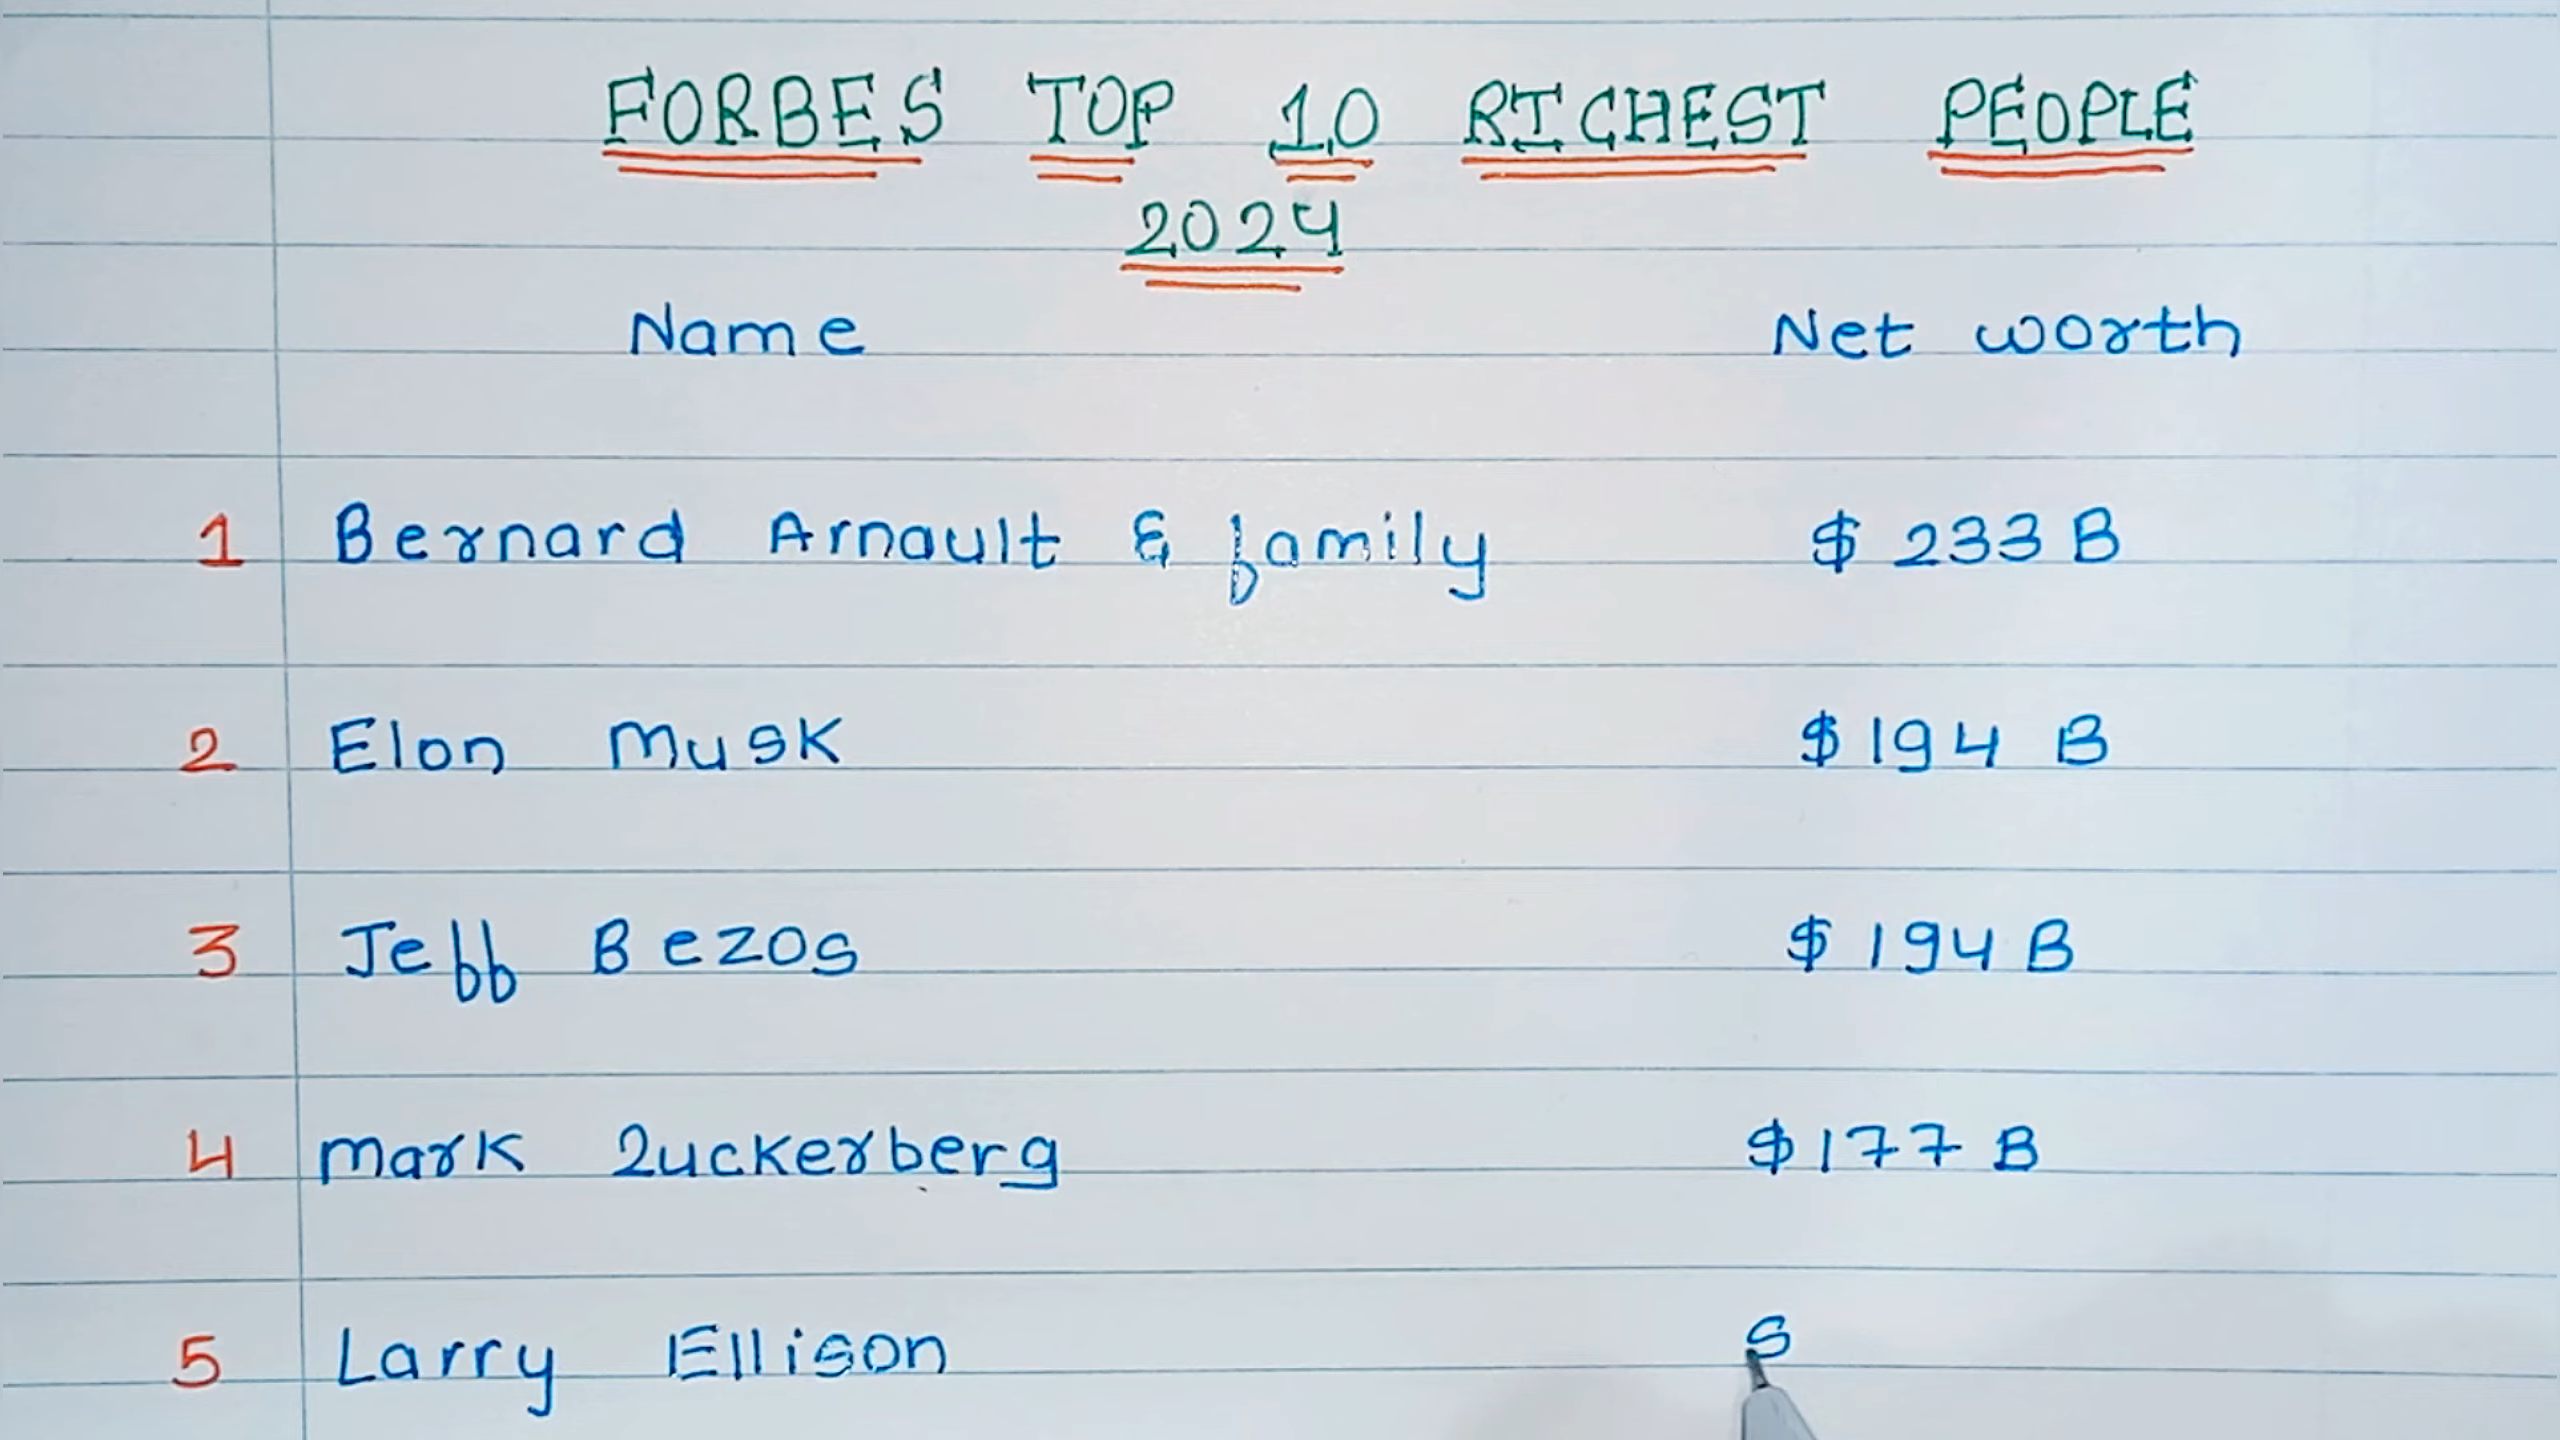 FORBES TOP 10 RICHEST PEOPLE
2024
Name Net worth
1 Bernard Arnault & family $ 233 B
2 Elon Musk $ 194 B
3 Jeff Bezos $ 194 B
4 Mark Zuckerberg $ 177 B
5 Larry Ellison S